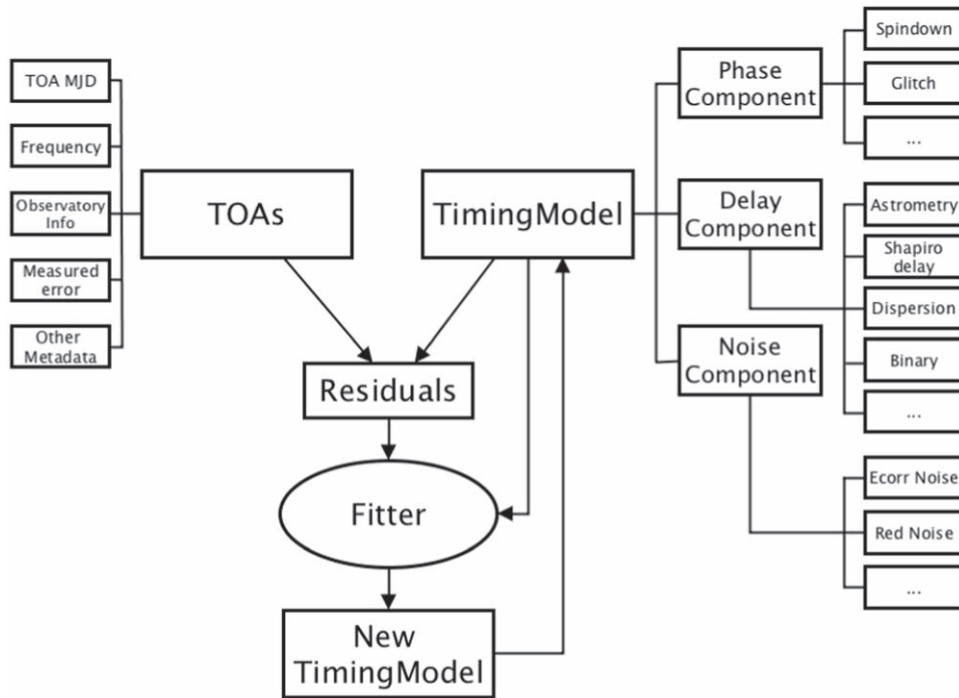 TOA MJD
Frequency
Observatory
Info
Measured
error
Other
Metadata
TOAs
TimingModel
Residuals
Fitter
New
TimingModel
Phase
Component
Delay
Component
Noise
Component
Spindown
Glitch
...
Astrometry
Shapiro
delay
Dispersion
Binary
...
Ecorr Noise
Red Noise
...